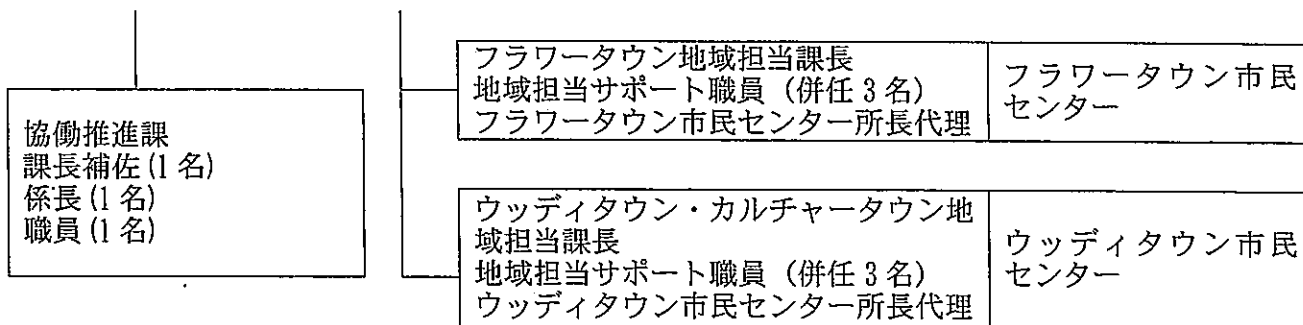 協働推進課
課長補佐(1名)
係長(1名)
職員(1名)
フラワータウン地域担当課長
地域担当サポート職員（併任3名）
フラワータウン市民センター所長代理
フラワータウン市民
センター
ウッディタウン・カルチャータウン地
域担当課長
地域担当サポート職員（併任3名）
ウッディタウン市民センター所長代理
ウッディタウン市民
センター